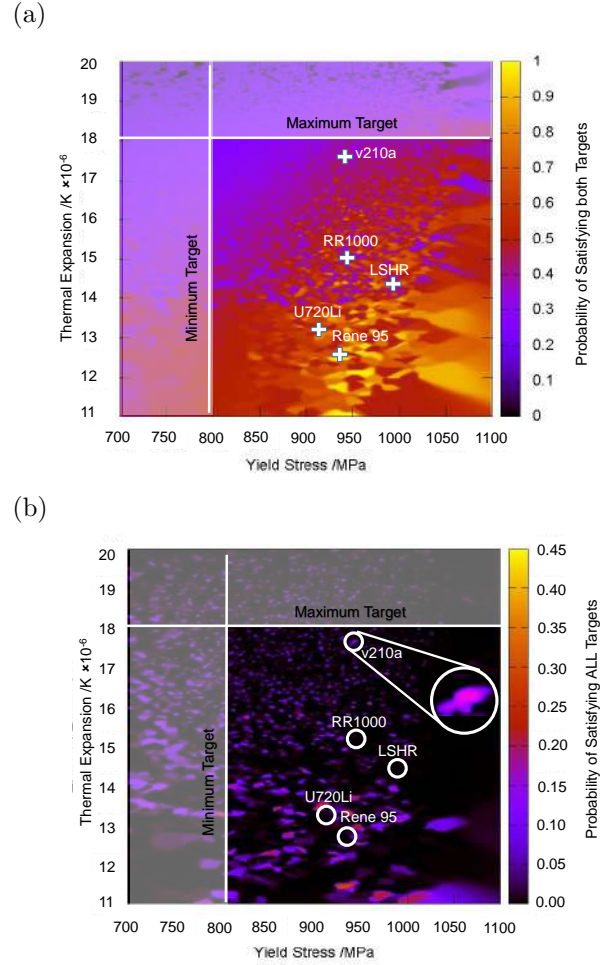 (a)
20
19
18
17
16
15
14
13
12
11
Thermal Expansion /K ×10-6
Maximum Target
v210a
RR1000
LSHR
U720Li
Rene 95
Minimum Target
1
0.9
0.8
0.7
0.6
0.5
0.4
0.3
0.2
0.1
0
Probability of Satisfying both Targets
700 750 800 850 900 950 1000 1050 1100
Yield Stress /MPa
(b)
20
19
18
17
16
15
14
13
12
11
Thermal Expansion /K ×10-6
Maximum Target
v210a
RR1000
LSHR
U720Li
Rene 95
Minimum Target
0.45
0.40
0.35
0.30
0.25
0.20
0.15
0.10
0.05
0.00
Probability of Satisfying ALL Targets
700 750 800 850 900 950 1000 1050 1100
Yield Stress /MPa